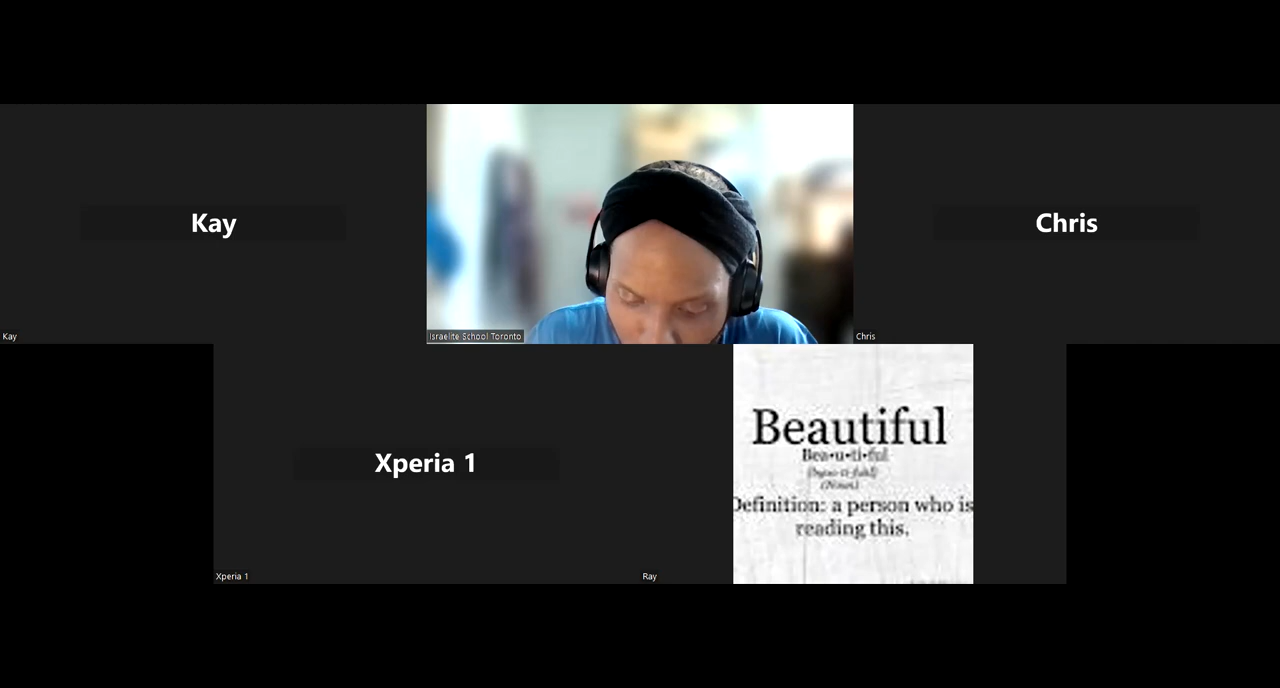 Kay
Chris
Kay
Israelite School Toronto
Chris
Xperia 1
Beautiful
Bea•u•ti•ful
(Noun)
Definition: a person who is
reading this.
Xperia 1
Ray